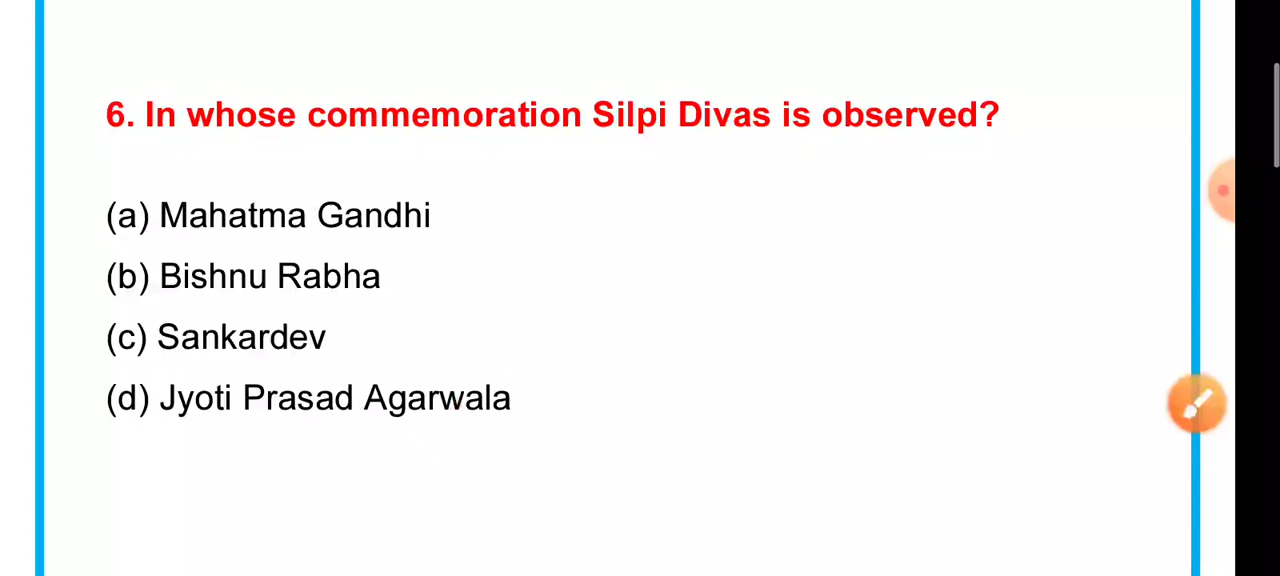 6. In whose commemoration Silpi Divas is observed?
(a) Mahatma Gandhi
(b) Bishnu Rabha
(c) Sankardev
(d) Jyoti Prasad Agarwala